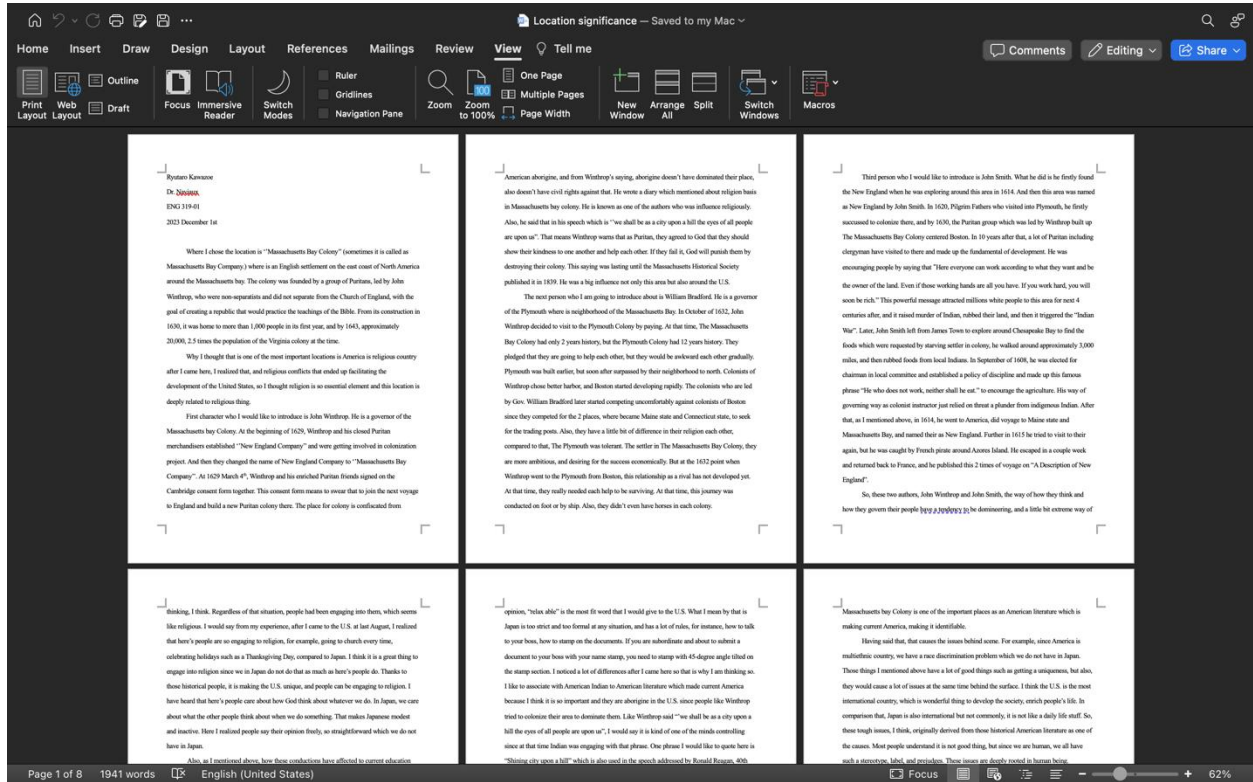 Location significance — Saved to my Mac
Home Insert Draw Design Layout References Mailings Review View Tell me
Comments Editing Share
Print Layout
Web Layout
Outline
Draft
Focus
Immersive Reader
Switch Modes
Ruler
Gridlines
Navigation Pane
Zoom
100
Zoom to 100%
One Page
Multiple Pages
Page Width
New Window
Arrange All
Split
Switch Windows
Macros
Ryutaro Kawazoe
Dr.
ENG 319-01
2023 December 1st
Where I chose the location is ‘‘Massachusetts Bay Colony” (sometimes it is called as
Massachusetts Bay Company.) where is an English settlement on the east coast of North America
around the Massachusetts bay. The colony was founded by a group of Puritans, led by John
Winthrop, who were non-separatists and did not separate from the Church of England, with the
goal of creating a republic that would practice the teachings of the Bible. From its construction in
1630, it was home to more than 1,000 people in its first year, and by 1643, approximately
20,000, 2.5 times the population of the Virginia colony at the time.
Why I thought that is one of the most important locations is America is religious country
after I came here, I realized that, and religious conflicts that ended up facilitating the
development of the United States, so I thought religion is so essential element and this location is
deeply related to religious thing.
First character who I would like to introduce is John Winthrop. He is a governor of the
Massachusetts bay Colony. At the beginning of 1629, Winthrop and his closed Puritan
merchandisers established ‘‘New England Company” and were getting involved in colonization
project. And then they changed the name of New England Company to ‘‘Massachusetts Bay
Company”. At 1629 March 4th, Winthrop and his enriched Puritan friends signed on the
Cambridge consent form together. This consent form means to swear that to join the next voyage
to England and build a new Puritan colony there. The place for colony is confiscated from
American aborigine, and from Winthrop’s saying, aborigine doesn’t have dominated their place,
also doesn’t have civil rights against that. He wrote a diary which mentioned about religion basis
in Massachusetts bay colony. He is known as one of the authors who was influence religiously.
Also, he said that in his speech which is ‘‘we shall be as a city upon a hill the eyes of all people
are upon us”. That means Winthrop warns that as Puritan, they agreed to God that they should
show their kindness to one another and help each other. If they fail it, God will punish them by
destroying their colony. This saying was lasting until the Massachusetts Historical Society
published it in 1839. He was a big influence not only this area but also around the U.S.
The next person who I am going to introduce about is William Bradford. He is a governor
of the Plymouth where is neighborhood of the Massachusetts Bay. In October of 1632, John
Winthrop decided to visit to the Plymouth Colony by paying. At that time, The Massachusetts
Bay Colony had only 2 years history, but the Plymouth Colony had 12 years history. They
pledged that they are going to help each other, but they would be awkward each other gradually.
Plymouth was built earlier, but soon after surpassed by their neighborhood to north. Colonists of
Winthrop chose better harbor, and Boston started developing rapidly. The colonists who are led
by Gov. William Bradford later started competing uncomfortably against colonists of Boston
since they competed for the 2 places, where became Maine state and Connecticut state, to seek
for the trading posts. Also, they have a little bit of difference in their religion each other,
compared to that, The Plymouth was tolerant. The settler in The Massachusetts Bay Colony, they
are more ambitious, and desiring for the success economically. But at the 1632 point when
Winthrop went to the Plymouth from Boston, this relationship as a rival has not developed yet.
At that time, they really needed each help to be surviving. At that time, this journey was
conducted on foot or by ship. Also, they didn’t even have horses in each colony.
Third person who I would like to introduce is John Smith. What he did is he firstly found
the New England when he was exploring around this area in 1614. And then this area was named
as New England by John Smith. In 1620, Pilgrim Fathers who visited into Plymouth, he firstly
succussed to colonize there, and by 1630, the Puritan group which was led by Winthrop built up
The Massachusetts Bay Colony centered Boston. In 10 years after that, a lot of Puritan including
clergyman have visited to there and made up the fundamental of development. He was
encouraging people by saying that “Here everyone can work according to what they want and be
the owner of the land. Even if those working hands are all you have. If you work hard, you will
soon be rich.” This powerful message attracted millions white people to this area for next 4
centuries after, and it raised murder of Indian, rubbed their land, and then it triggered the “Indian
War”. Later, John Smith left from James Town to explore around Chesapeake Bay to find the
foods which were requested by starving settler in colony, he walked around approximately 3,000
miles, and then rubbed foods from local Indians. In September of 1608, he was elected for
chairman in local committee and established a policy of discipline and made up this famous
phrase “He who does not work, neither shall he eat.” to encourage the agriculture. His way of
governing way as colonist instructor just relied on threat a plunder from indigenous Indian. After
that, as I mentioned above, in 1614, he went to America, did voyage to Maine state and
Massachusetts Bay, and named their as New England. Further in 1615 he tried to visit to their
again, but he was caught by French pirate around Azores Island. He escaped in a couple week
and returned back to France, and he published this 2 times of voyage on “A Description of New
England”.
So, these two authors, John Winthrop and John Smith, the way of how they think and
how they govern their people have a tendency to be domineering, and a little bit extreme way of
thinking, I think. Regardless of that situation, people had been engaging into them, which seems
like religious. I would say from my experience, after I came to the U.S. at last August, I realized
that here’s people are so engaging to religion, for example, going to church every time,
celebrating holidays such as a Thanksgiving Day, compared to Japan. I think it is a great thing to
engage into religion since we in Japan do not do that as much as here’s people do. Thanks to
those historical people, it is making the U.S. unique, and people can be engaging to religion. I
have heard that here’s people care about how God think about whatever we do. In Japan, we care
about what the other people think about when we do something. That makes Japanese modest
and inactive. Here I realized people say their opinion freely, so straightforward which we do not
have in Japan.
Also, as I mentioned above, how these conductions have affected to current education
opinion, “relax able” is the most fit word that I would give to the U.S. What I mean by that is
Japan is too strict and too formal at any situation, and has a lot of rules, for instance, how to talk
to your boss, how to stamp on the documents. If you are subordinate and about to submit a
document to your boss with your name stamp, you need to stamp with 45-degree angle tilted on
the stamp section. I noticed a lot of differences after I came here so that is why I am thinking so.
I like to associate with American Indian to American literature which made current America
because I think it is so important and they are aborigine in the U.S. since people like Winthrop
tried to colonize their area to dominate them. Like Winthrop said “‘we shall be as a city upon a
hill the eyes of all people are upon us”, I would say it is kind of one of the minds controlling
since at that time Indian was engaging with that phrase. One phrase I would like to quote here is
“Shining city upon a hill” which is also used in the speech addressed by Ronald Reagan, 40th
Massachusetts bay Colony is one of the important places as an American literature which is
making current America, making it identifiable.
Having said that, that causes the issues behind some. For example, since America is
multiethnic country, we have a race discrimination problem which we do not have in Japan.
Those things I mentioned above have a lot of good things such as getting a uniqueness, but also,
they would cause a lot of issues at the same time behind the surface. I think the U.S. is the most
international country, which is wonderful thing to develop the society, enrich people’s life. In
comparison that, Japan is also international but not commonly, it is not like a daily life stuff. So,
these tough issues, I think, originally derived from those historical American literature as one of
the causes. Most people understand it is not good thing, but since we are human, we all have
such a stereotype, label, and prejudges. These issues are deeply rooted in human being.
Page 1 of 8 1941 words English (United States) Focus 62%